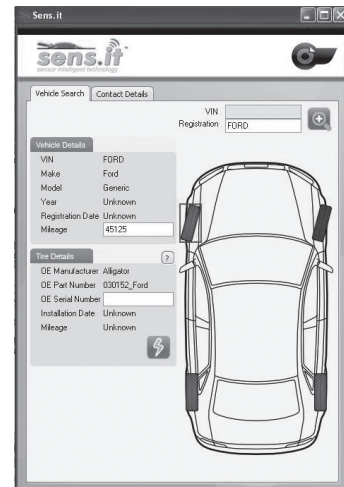 Sens.it
sens.it
sensor intelligent technology
Vehicle Search
Contact Details
VIN
Registration FORD
Vehicle Details
VIN FORD
Make Ford
Model Generic
Year Unknown
Registration Date Unknown
Mileage 45125
Tire Details ?
OE Manufacturer Alligator
OE Part Number 030152_Ford
OE Serial Number
Installation Date Unknown
Mileage Unknown